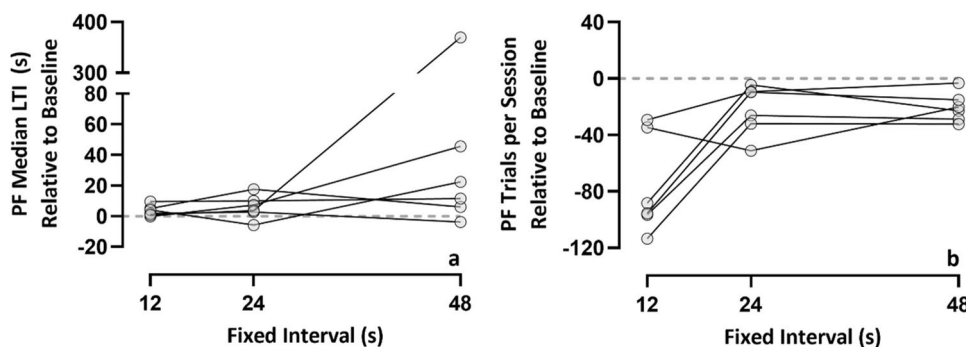 PF Median LTI (s)
Relative to Baseline
400
300
80
60
40
20
0
-20
12
24
48
Fixed Interval (s)
a
PF Trials per Session
Relative to Baseline
40
0
-40
-80
-120
12
24
48
Fixed Interval (s)
b